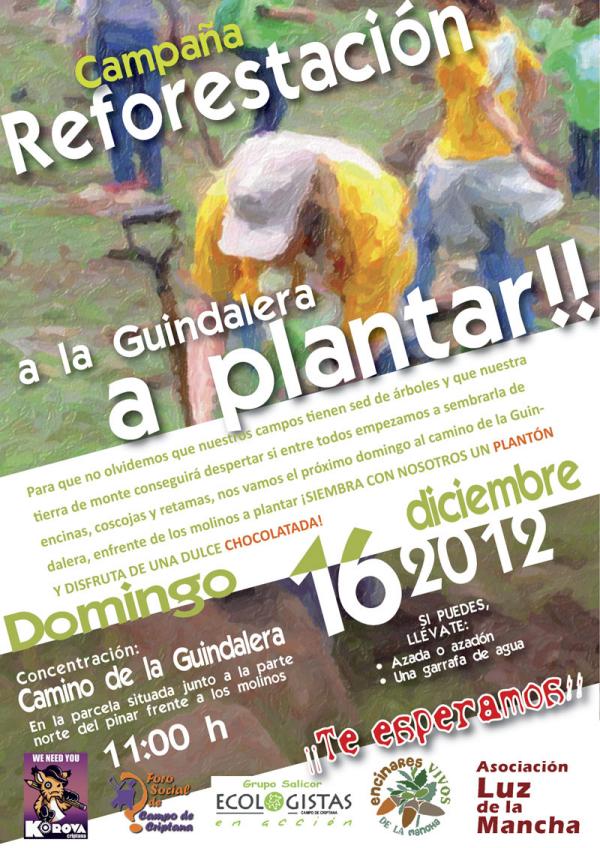 Campaña
Reforestación
a la Guindalera
a plantar!!
Para que no olvidemos que nuestros campos tienen sed de árboles y que nuestra
tierra de monte conseguirá despertar si entre todos empezamos a sembrarla de
encinas, coscojas y retamas, nos vamos el próximo domingo al camino de la Guin-
dalera, enfrente de los molinos a plantar ¡SIEMBRA CON NOSOTROS UN PLANTÓN
Y DISFRUTA DE UNA DULCE CHOCOLATADA!
Domingo 16 diciembre
2012
Concentración:
Camino de la Guindalera
En la parcela situada junto a la parte
norte del pinar frente a los molinos
11:00 h
SI PUEDES,
LLÉVATE:
• Azada o azadón
• Una garrafa de agua
¡¡Te esperamos!!
WE NEED YOU
KOROVA
criptana
Foro
Social
de
Campo de
Criptana
Grupo Salicor
ECOLOGISTAS
CAMPO DE CRIPTANA
en acción
encinares vivos
DE LA MANCHA
Asociación
Luz
de la
Mancha